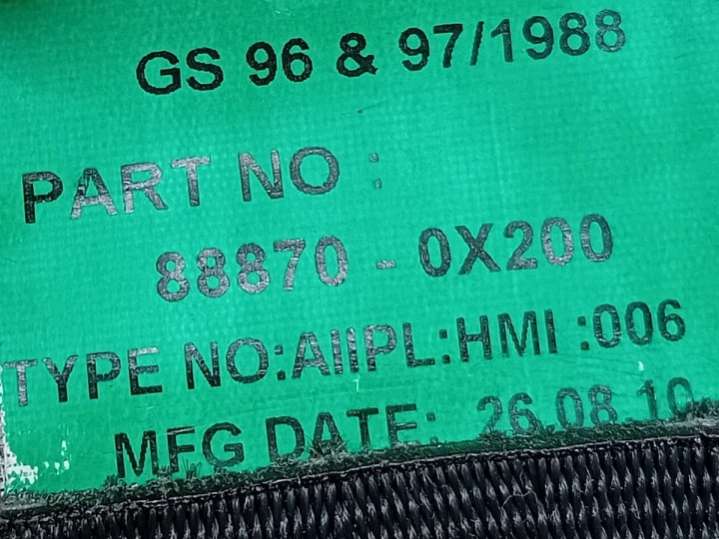 GS 96 & 97/1988
PART NO :
88870 - 0X200
TYPE NO:AIIPL:HMI :006
MFG DATE: 26.08.10